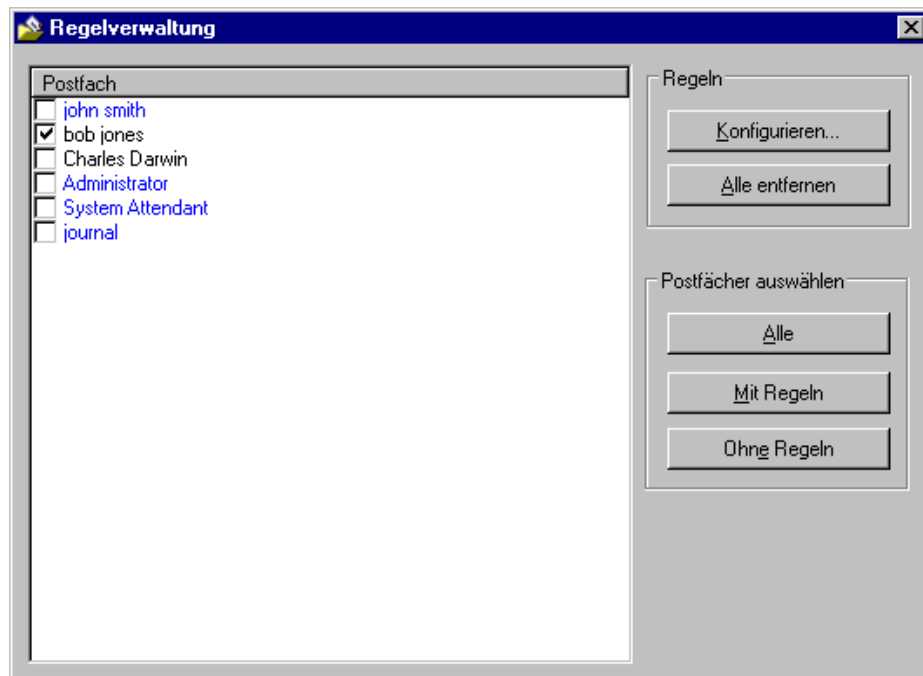 Regelverwaltung
Postfach
john smith
bob jones
Charles Darwin
Administrator
System Attendant
journal
Regeln
Konfigurieren...
Alle entfernen
Postfächer auswählen
Alle
Mit Regeln
Ohne Regeln